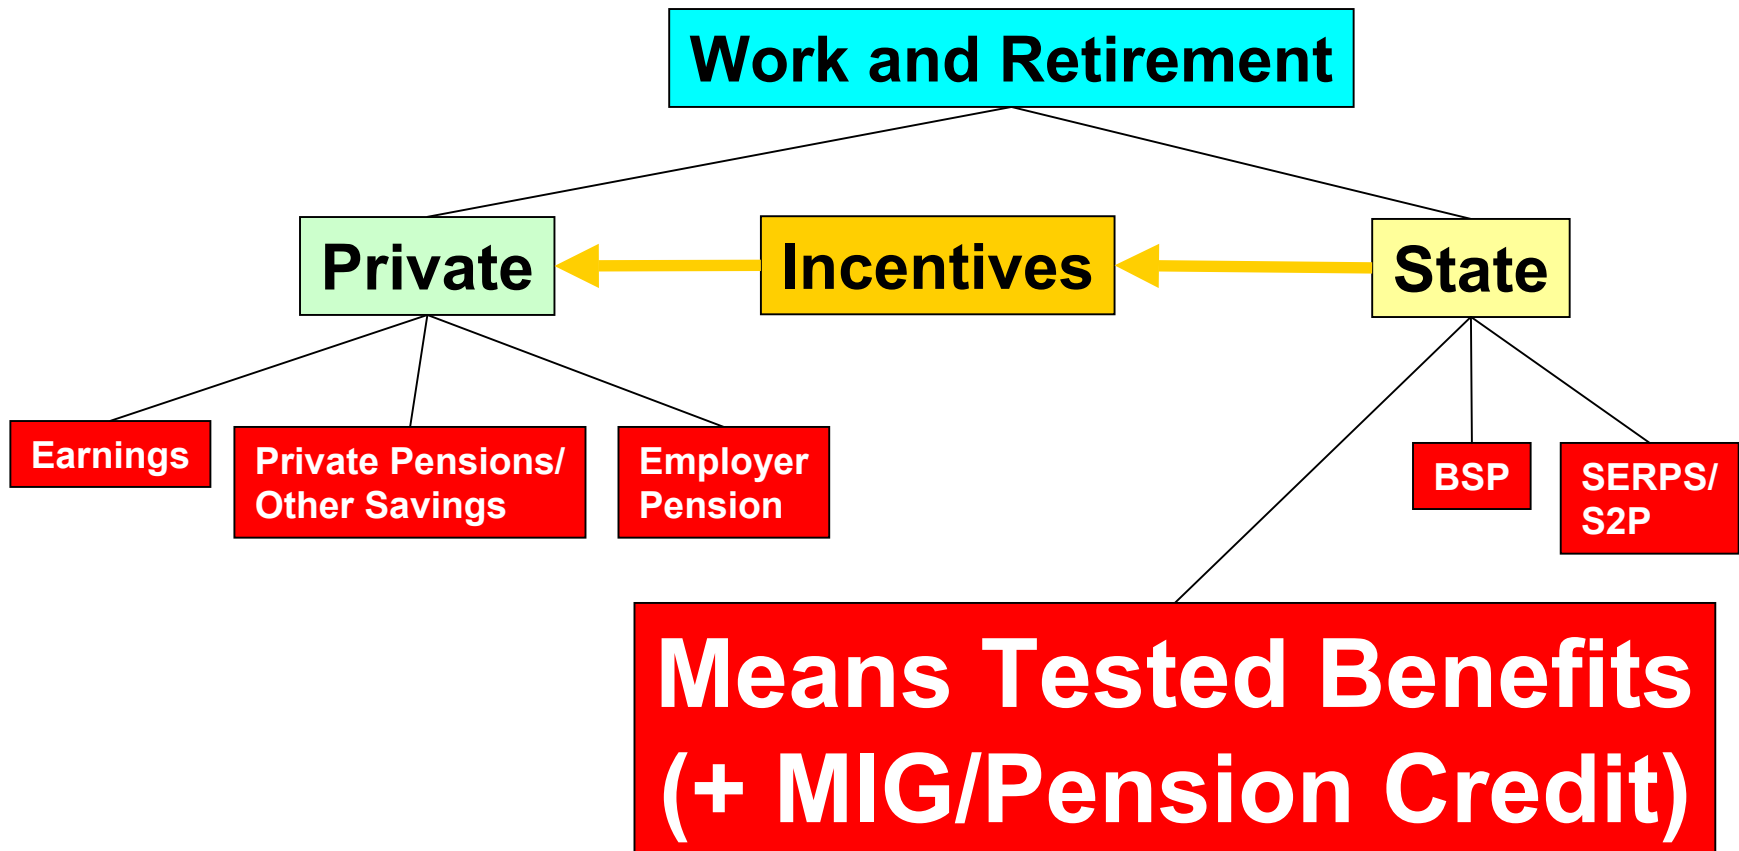 Work and Retirement
Private
Incentives
State
Earnings
Private Pensions/
Other Savings
Employer
Pension
BSP
SERPS/
S2P
Means Tested Benefits
(+ MIG/Pension Credit)